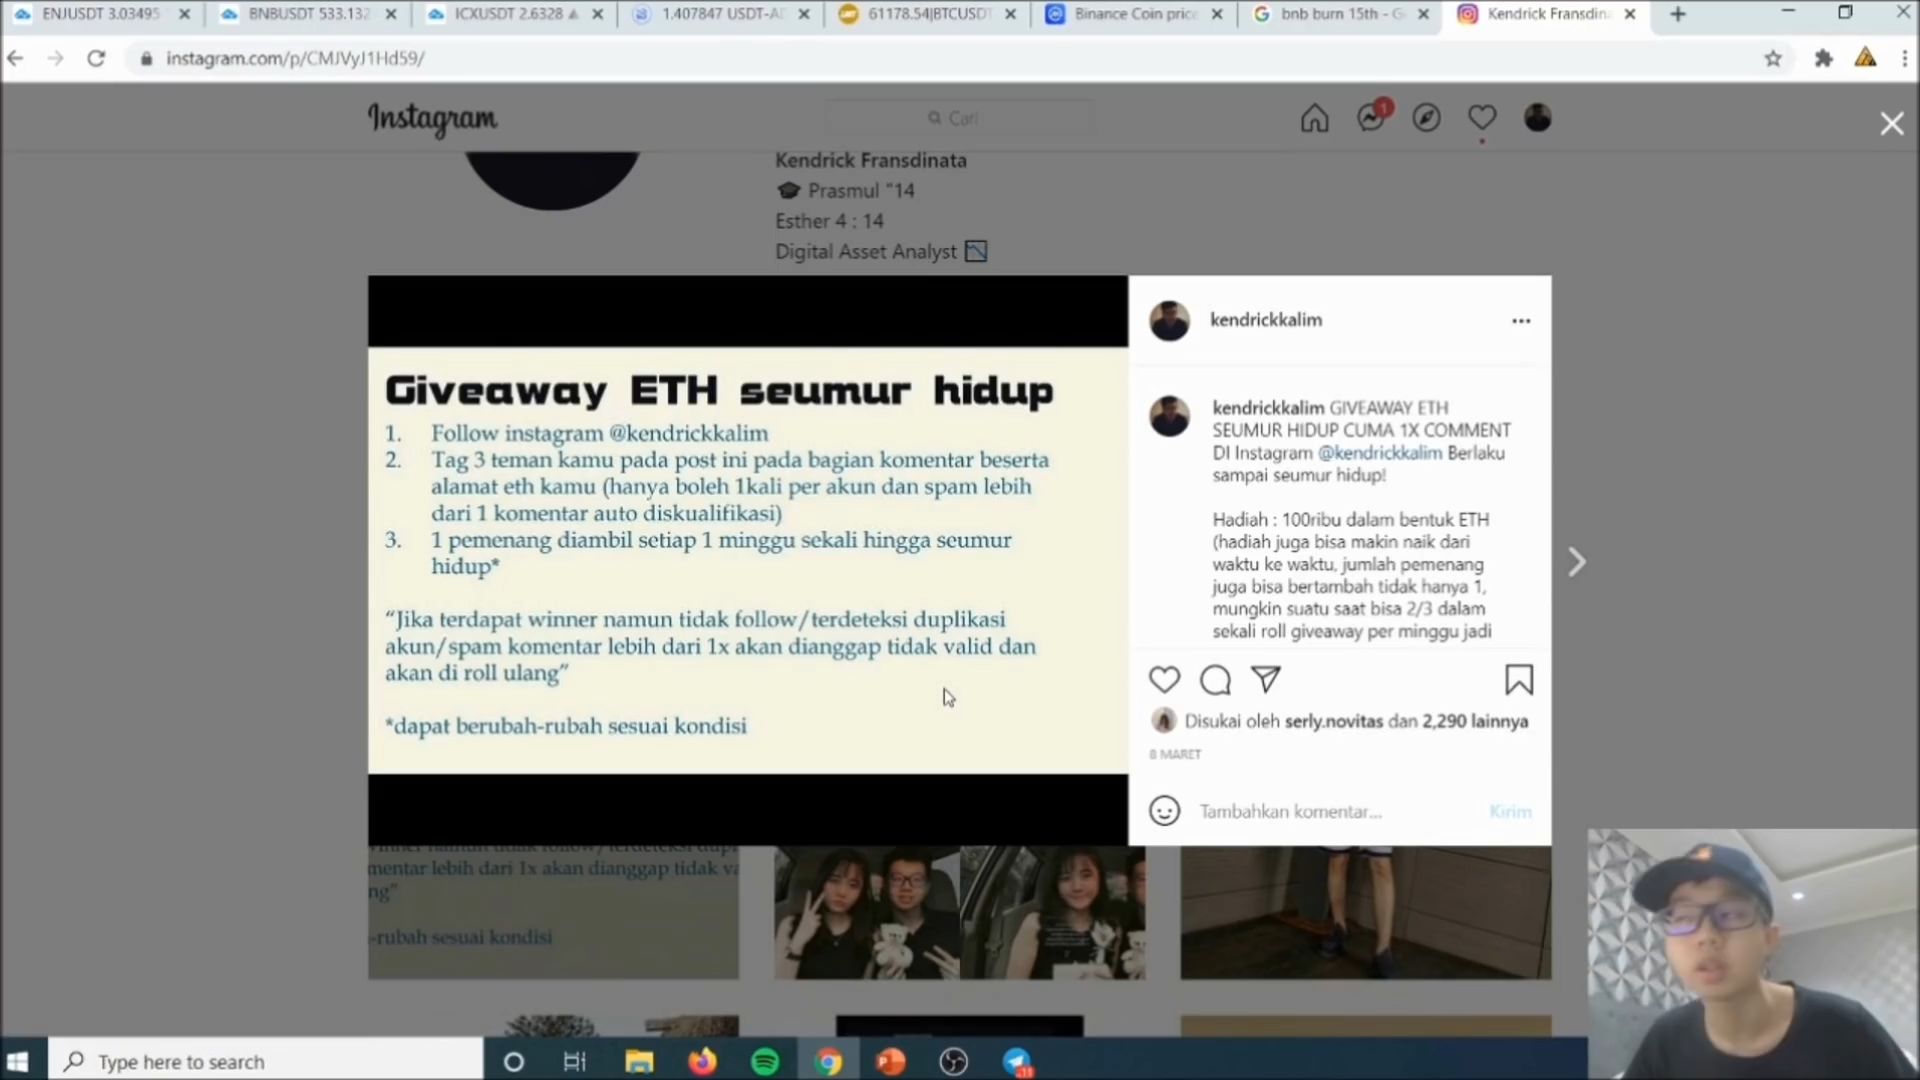 ENJUSDT 3.03495
BNBUSDT 533.132
ICXUSDT 2.6328
1.407847 USDT-AD
61178.54|BTCUSDT
Binance Coin price
bnb burn 15th - G
Kendrick Fransdina
instagram.com/p/CMJVyJ1Hd59/
Instagram
Cari
1
Kendrick Fransdinata
Prasmul "14
Esther 4 : 14
Digital Asset Analyst
Giveaway ETH seumur hidup
1. Follow instagram @kendrickkalim
2. Tag 3 teman kamu pada post ini pada bagian komentar beserta
alamat eth kamu (hanya boleh 1kali per akun dan spam lebih
dari 1 komentar auto diskualifikasi)
3. 1 pemenang diambil setiap 1 minggu sekali hingga seumur
hidup*
“Jika terdapat winner namun tidak follow/terdeteksi duplikasi
akun/spam komentar lebih dari 1x akan dianggap tidak valid dan
akan di roll ulang”
*dapat berubah-rubah sesuai kondisi
kendrickkalim
kendrickkalim GIVEAWAY ETH
SEUMUR HIDUP CUMA 1X COMMENT
DI Instagram @kendrickkalim Berlaku
sampai seumur hidup!
Hadiah : 100ribu dalam bentuk ETH
(hadiah juga bisa makin naik dari
waktu ke waktu, jumlah pemenang
juga bisa bertambah tidak hanya 1,
mungkin suatu saat bisa 2/3 dalam
sekali roll giveaway per minggu jadi
Disukai oleh serly.novitas dan 2,290 lainnya
8 MARET
Tambahkan komentar...
Kirim
mentar lebih dari 1x akan dianggap tidak va
ng”
-rubah sesuai kondisi
Type here to search